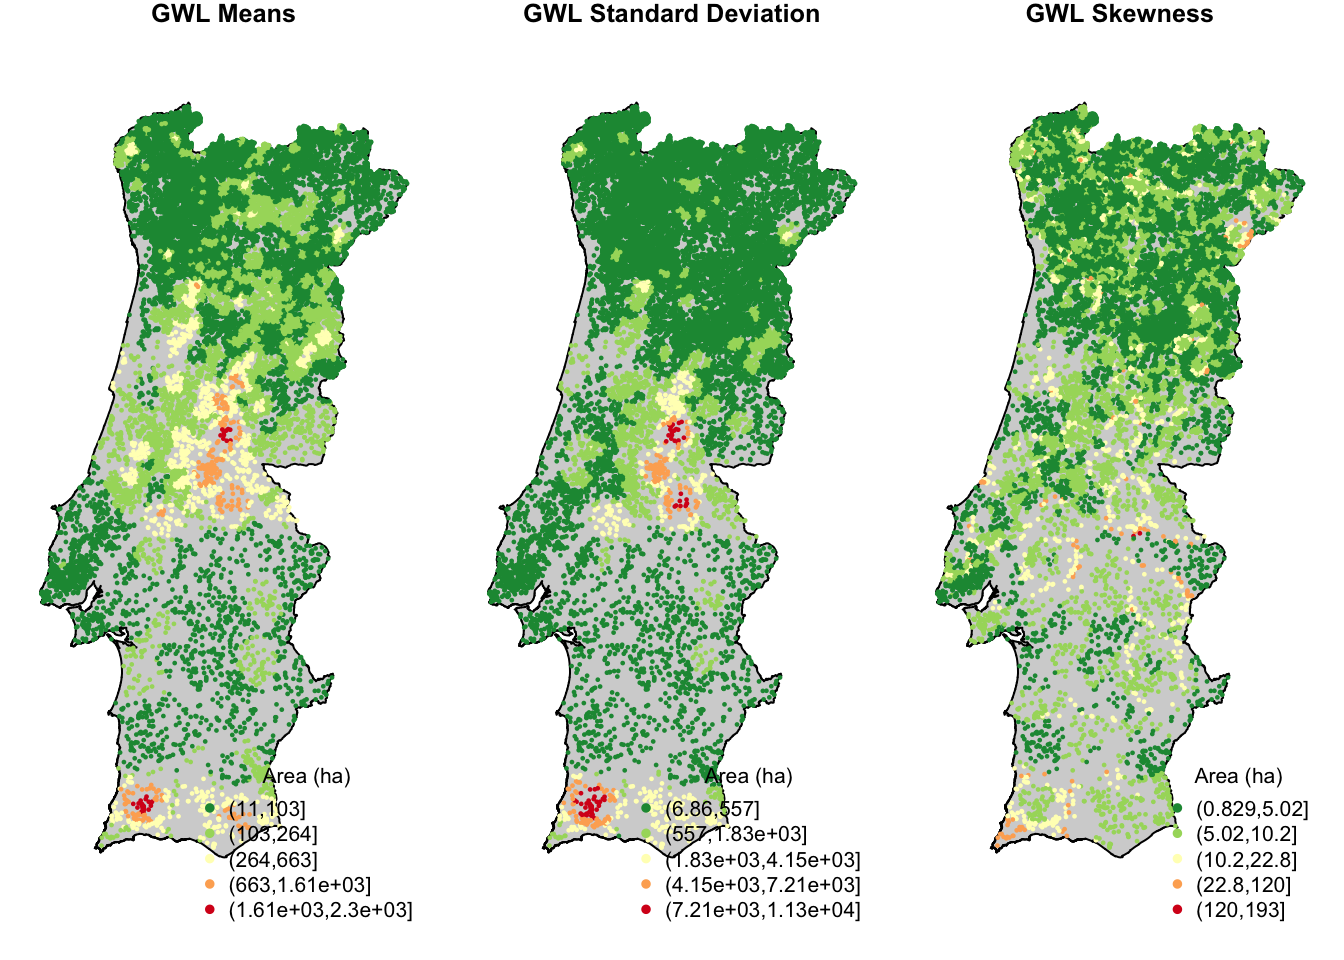 GWL Means
GWL Standard Deviation
GWL Skewness
Area (ha)
(11,103]
(103,264]
(264,663]
(663,1.61e+03]
(1.61e+03,2.3e+03]
Area (ha)
(6.86,557]
(557,1.83e+03]
(1.83e+03,4.15e+03]
(4.15e+03,7.21e+03]
(7.21e+03,1.13e+04]
Area (ha)
(0.829,5.02]
(5.02,10.2]
(10.2,22.8]
(22.8,120]
(120,193]